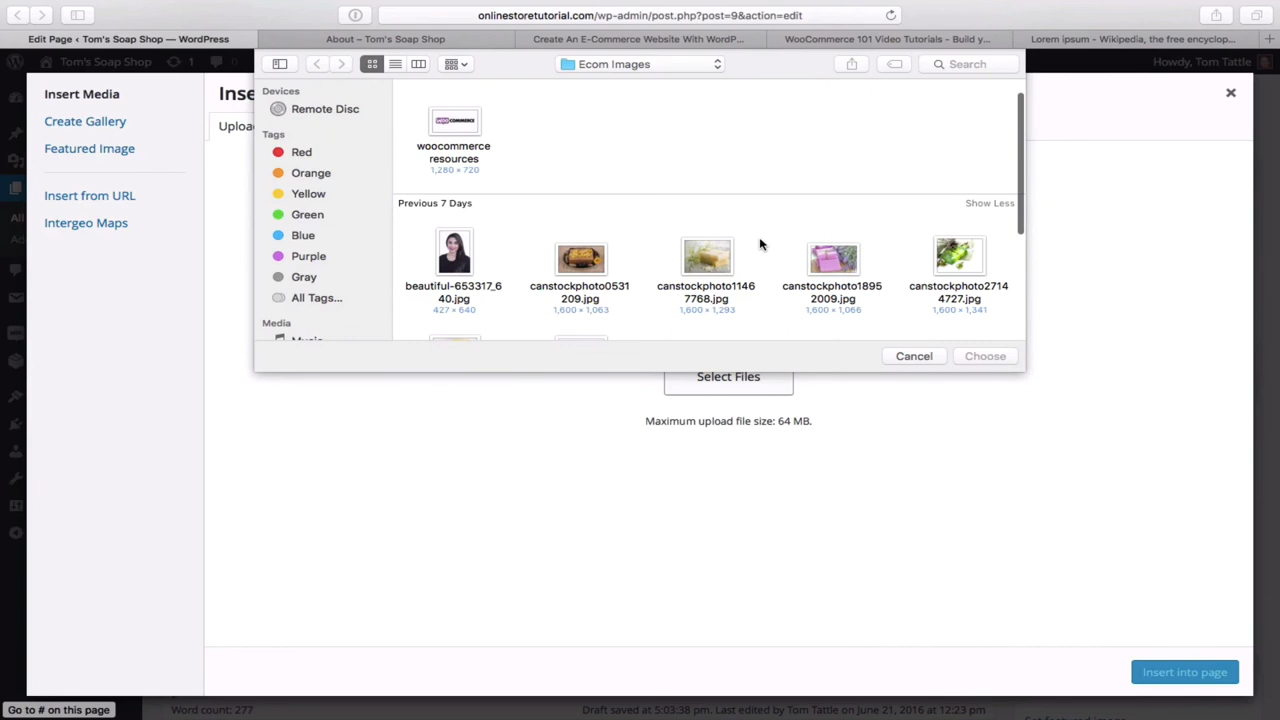 onlinestoretutorial.com/wp-admin/post.php?post=9&action=edit
Edit Page ‹ Tom's Soap Shop — WordPress
About – Tom's Soap Shop
Create An E-Commerce Website With WordP...
WooCommerce 101 Video Tutorials - Build y...
Lorem ipsum - Wikipedia, the free encyclop...
Tom's Soap Shop
1
0
Howdy, Tom Tattle
Ecom Images
Search
Insert Media
Create Gallery
Featured Image
Insert from URL
Intergeo Maps
All
Devices
Remote Disc
Tags
Red
Orange
Yellow
Green
Blue
Purple
Gray
All Tags...
Media
WOOCOMMERCE
woocommerce
resources
1,280 × 720
Previous 7 Days
Show Less
beautiful-653317_6
40.jpg
427 × 640
canstockphoto0531
209.jpg
1,600 × 1,063
canstockphoto1146
7768.jpg
1,600 × 1,293
canstockphoto1895
2009.jpg
1,600 × 1,066
canstockphoto2714
4727.jpg
1,600 × 1,341
Cancel
Choose
Select Files
Maximum upload file size: 64 MB.
Insert into page
Go to # on this page
Word count: 277
Draft saved at 5:03:38 pm. Last edited by Tom Tattle on June 21, 2016 at 12:23 pm